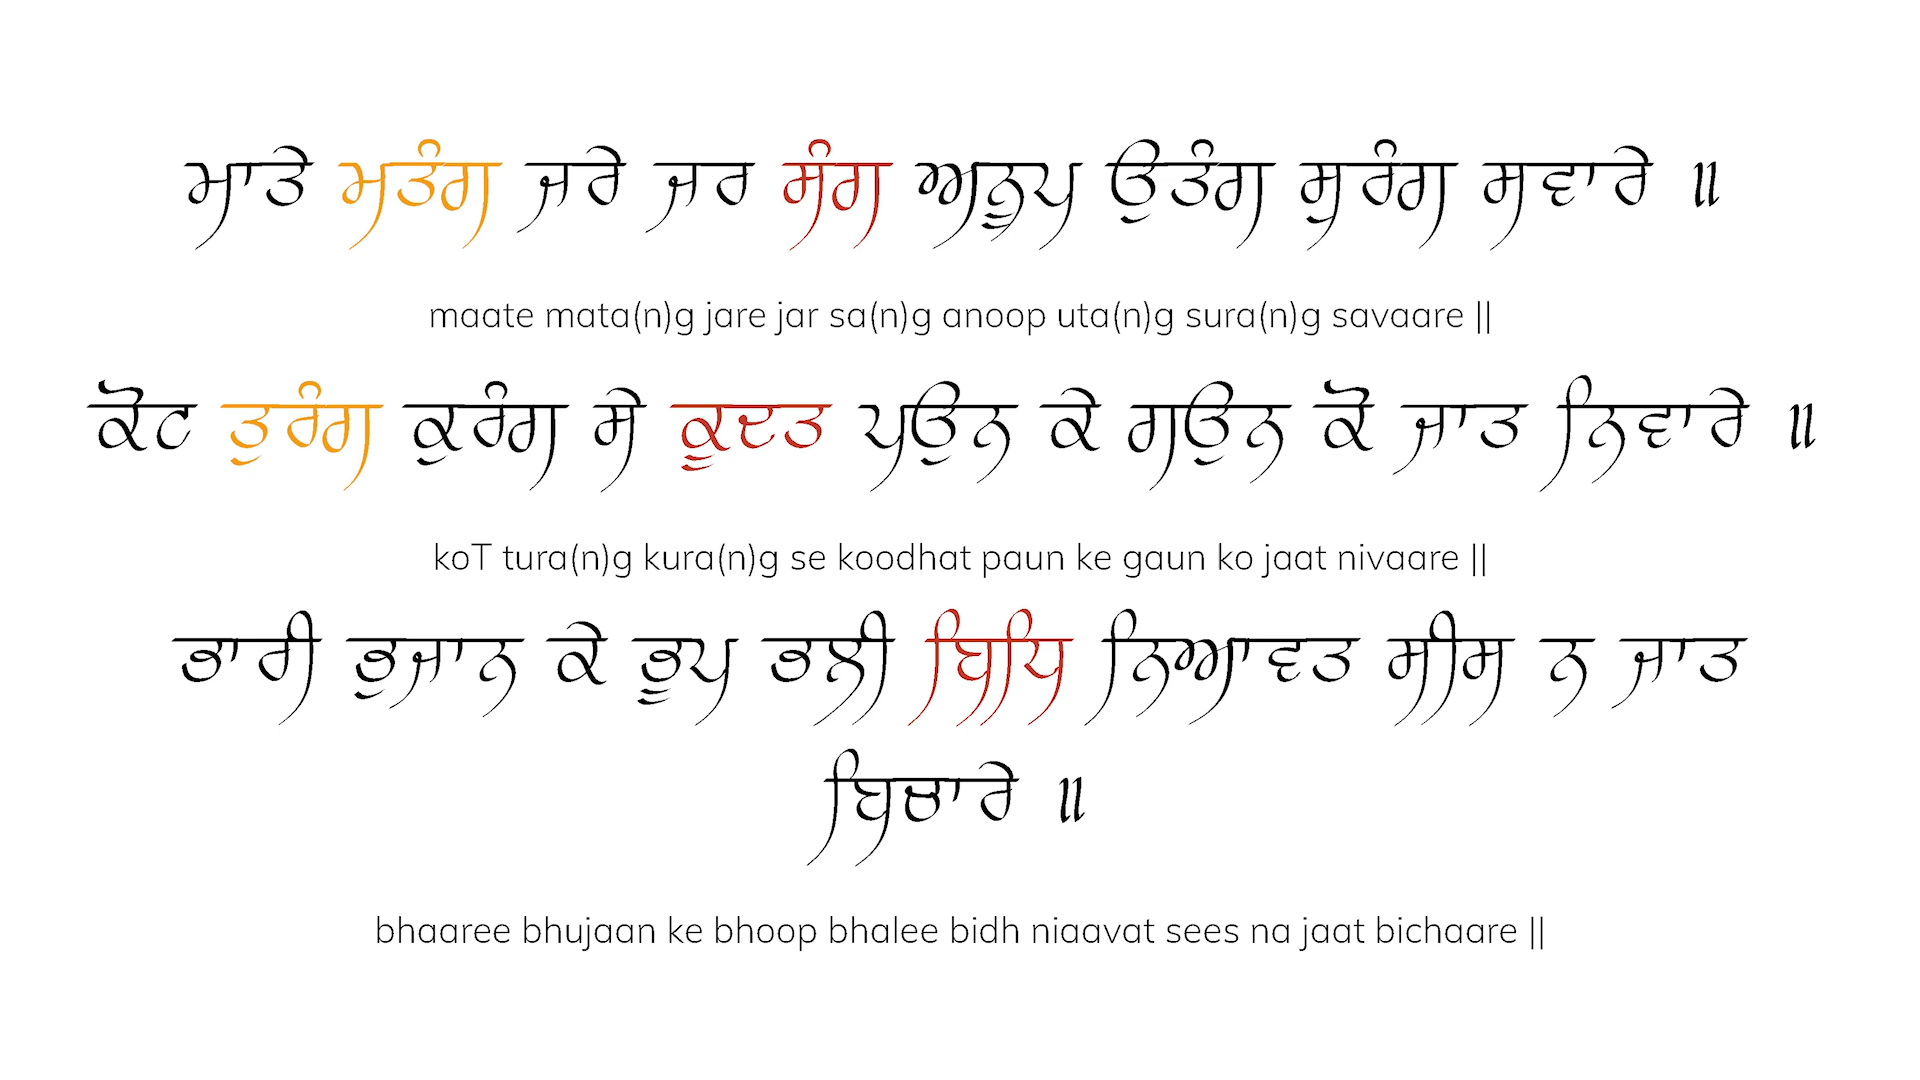 ਮਾਤੇ ਮਤੰਗ ਜਰੇ ਜਰ ਸੰਗ ਅਨੂਪ ਉਤੰਗ ਸੁਰੰਗ ਸਵਾਰੇ ॥
maate mata(n)g jare jar sa(n)g anoop uta(n)g sura(n)g savaare ||
ਕੋਟ ਤੁਰੰਗ ਕੁਰੰਗ ਸੇ ਕੂਦਤ ਪਉਨ ਕੇ ਗਉਨ ਕੋ ਜਾਤ ਨਿਵਾਰੇ ॥
koT tura(n)g kura(n)g se koodhat paun ke gaun ko jaat nivaare ||
ਭਾਰੀ ਭੁਜਾਨ ਕੇ ਭੂਪ ਭਲੀ ਬਿਧਿ ਨਿਆਵਤ ਸੀਸ ਨ ਜਾਤ
ਬਿਚਾਰੇ ॥
bhaaree bhujaan ke bhoop bhalee bidh niaavat sees na jaat bichaare ||